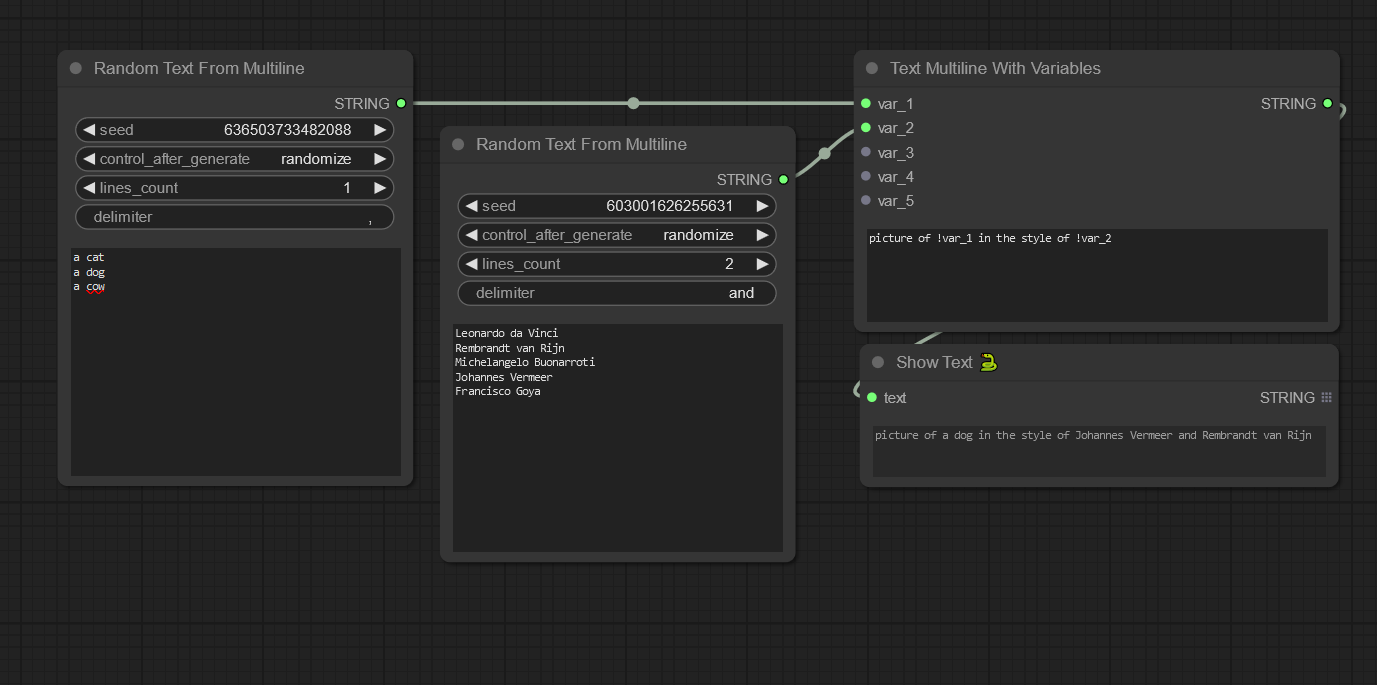 Random Text From Multiline
STRING
seed 636503733482088
control_after_generate randomize
lines_count 1
delimiter ,
a cat
a dog
a cow
Random Text From Multiline
STRING
seed 603001626255631
control_after_generate randomize
lines_count 2
delimiter and
Leonardo da Vinci
Rembrandt van Rijn
Michelangelo Buonarroti
Johannes Vermeer
Francisco Goya
Text Multiline With Variables
var_1 STRING
var_2
var_3
var_4
var_5
picture of !var_1 in the style of !var_2
Show Text 🐍
text STRING
picture of a dog in the style of Johannes Vermeer and Rembrandt van Rijn